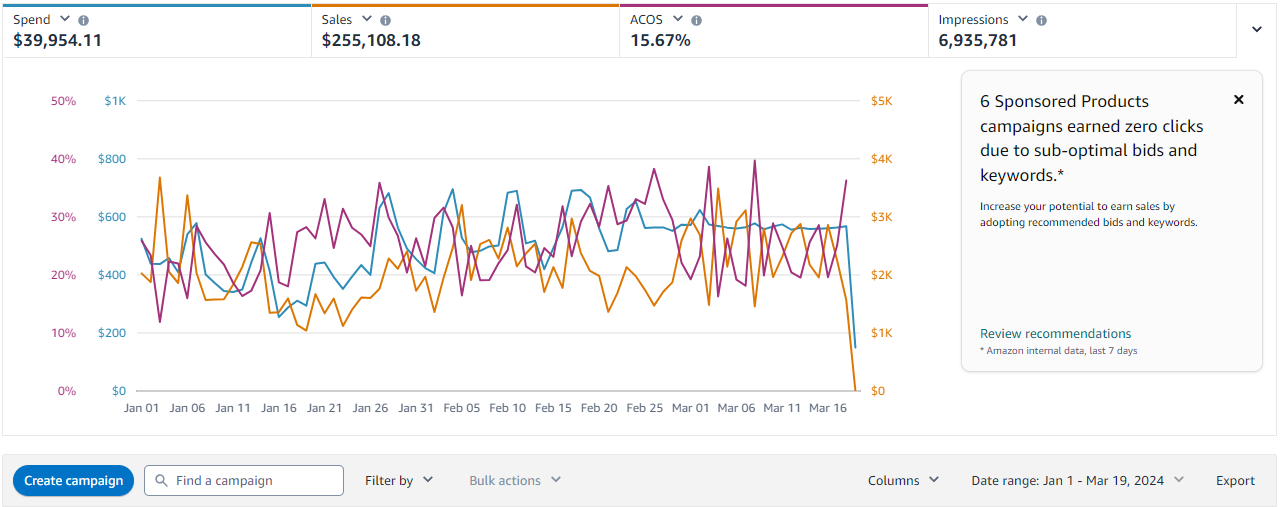 Spend
$39,954.11
Sales
$255,108.18
ACOS
15.67%
Impressions
6,935,781
50% $1K $5K
40% $800 $4K
30% $600 $3K
20% $400 $2K
10% $200 $1K
0% $0 $0
Jan 01 Jan 06 Jan 11 Jan 16 Jan 21 Jan 26 Jan 31 Feb 05 Feb 10 Feb 15 Feb 20 Feb 25 Mar 01 Mar 06 Mar 11 Mar 16
6 Sponsored Products
campaigns earned zero clicks
due to sub-optimal bids and
keywords.*
Increase your potential to earn sales by
adopting recommended bids and keywords.
Review recommendations
* Amazon internal data, last 7 days
Create campaign Find a campaign Filter by Bulk actions Columns Date range: Jan 1 - Mar 19, 2024 Export